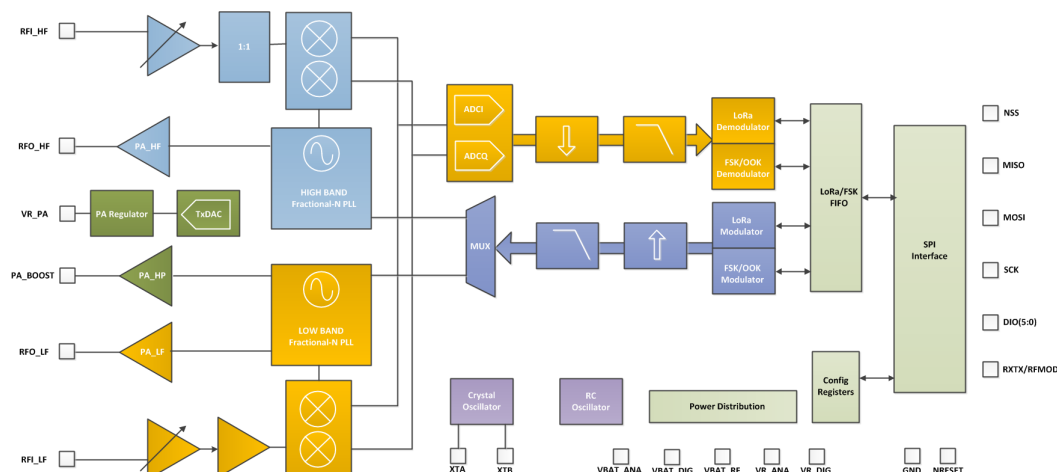 RFI_HF
1:1
ADCI
ADCQ
LoRa
Demodulator
FSK/OOK
Demodulator
LoRa/FSK
FIFO
SPI
Interface
NSS
MISO
MOSI
SCK
DIO(5:0)
RXTX/RFMOD
RFO_HF
PA_HF
HIGH BAND
Fractional-N PLL
VR_PA
PA Regulator
TxDAC
MUX
LoRa
Modulator
FSK/OOK
Modulator
PA_BOOST
PA_HP
LOW BAND
Fractional-N PLL
RFO_LF
PA_LF
RFI_LF
Crystal
Oscillator
RC
Oscillator
Power Distribution
Config
Registers
XTA
XTB
VBAT_ANA
VBAT_DIG
VBAT_RF
VR_ANA
VR_DIG
GND
NRESET